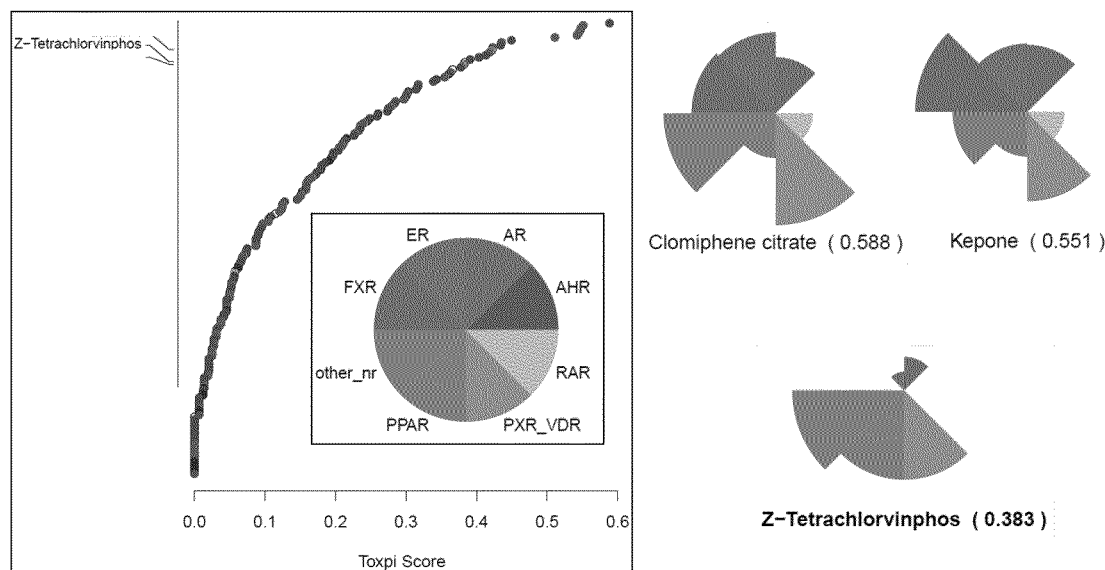 Z−Tetrachlorvinphos
ER
AR
FXR
AHR
other_nr
RAR
PPAR
PXR_VDR
0.0 0.1 0.2 0.3 0.4 0.5 0.6
Toxpi Score
Clomiphene citrate ( 0.588 )
Kepone ( 0.551 )
Z−Tetrachlorvinphos ( 0.383 )